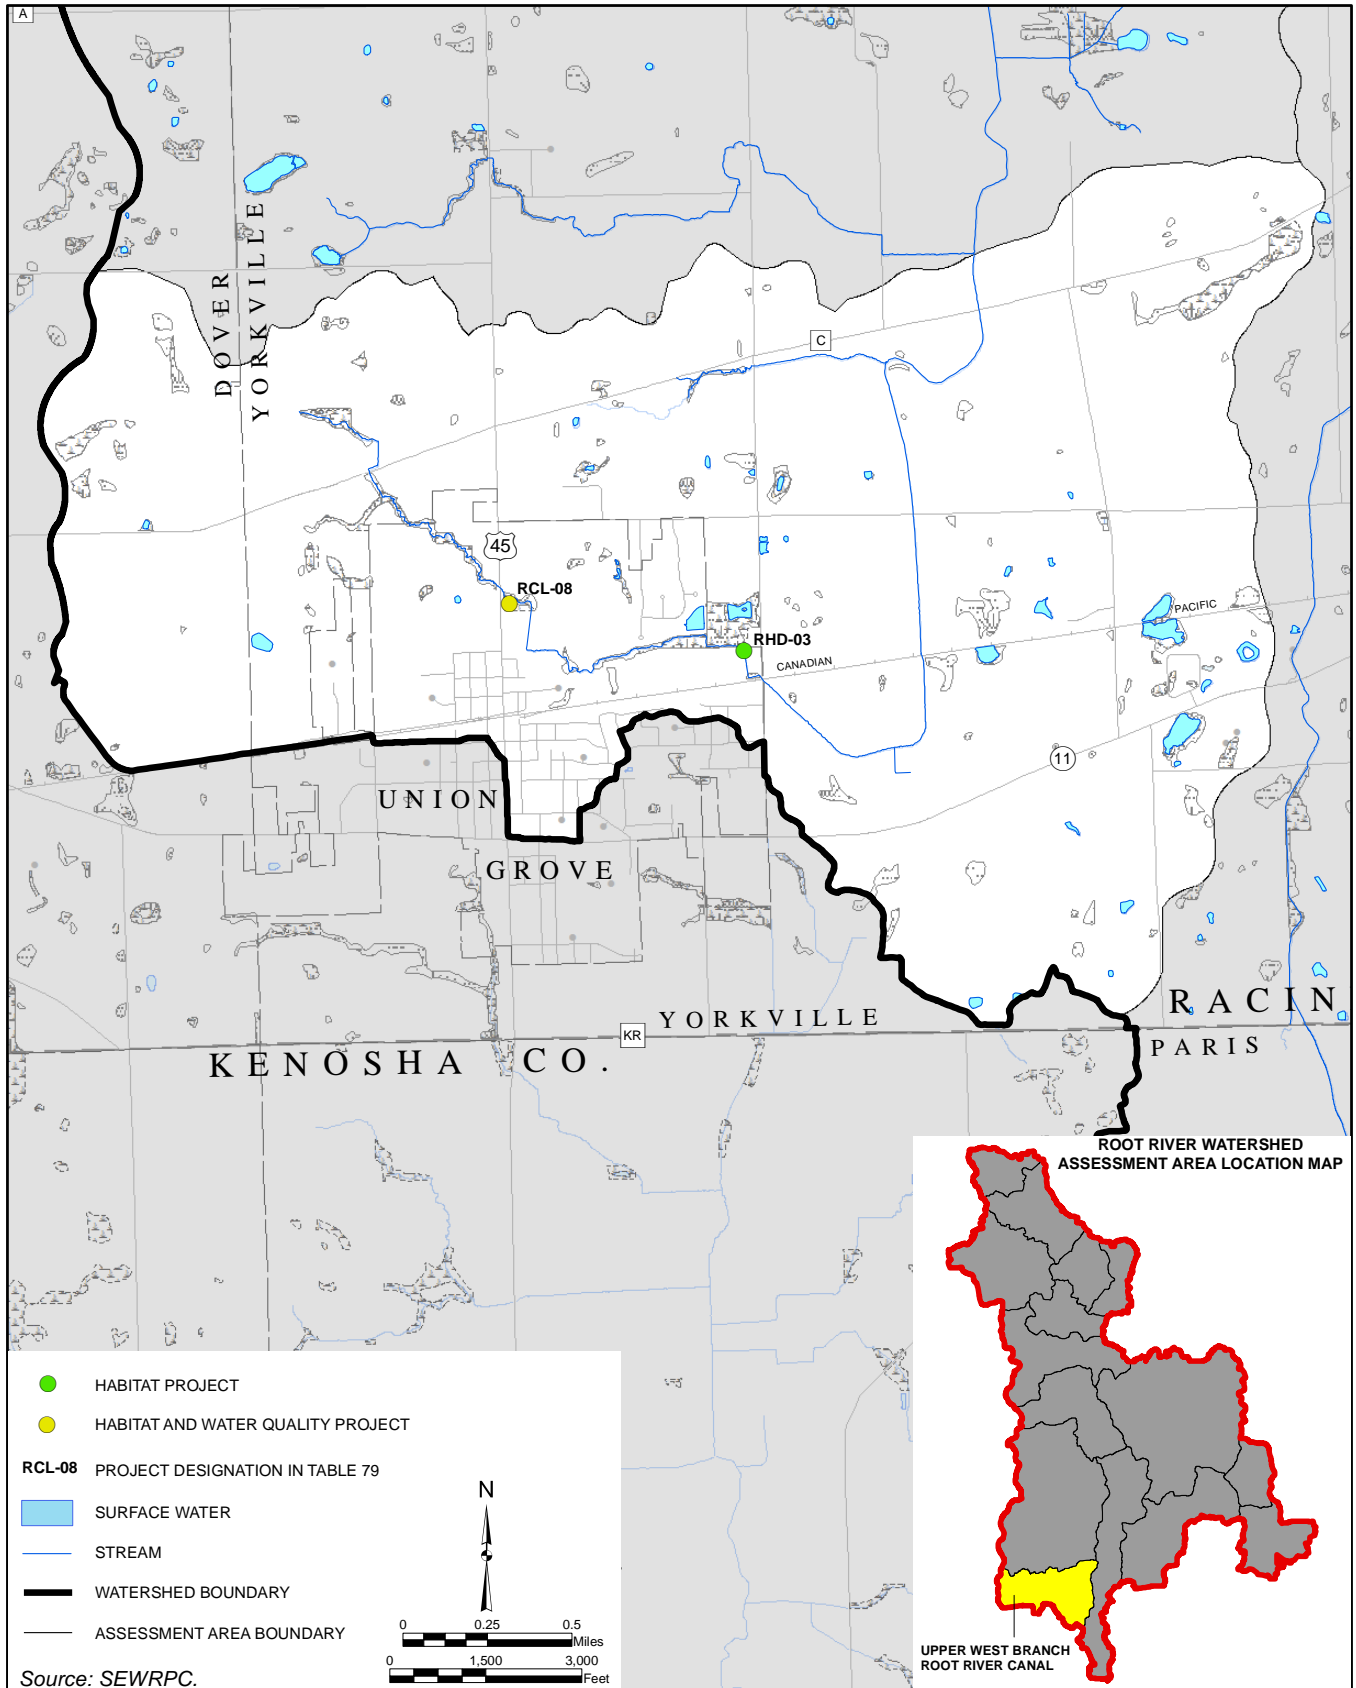 A
DOVER
YORKVILLE
C
45
RCL-08
RHD-03
PACIFIC
CANADIAN
11
UNION
GROVE
RACIN
YORKVILLE
KR
PARIS
KENOSHA CO.
ROOT RIVER WATERSHED
ASSESSMENT AREA LOCATION MAP
HABITAT PROJECT
HABITAT AND WATER QUALITY PROJECT
RCL-08 PROJECT DESIGNATION IN TABLE 79
SURFACE WATER
STREAM
WATERSHED BOUNDARY
ASSESSMENT AREA BOUNDARY
Source: SEWRPC.
N
0 0.25 0.5
Miles
0 1,500 3,000
Feet
UPPER WEST BRANCH
ROOT RIVER CANAL